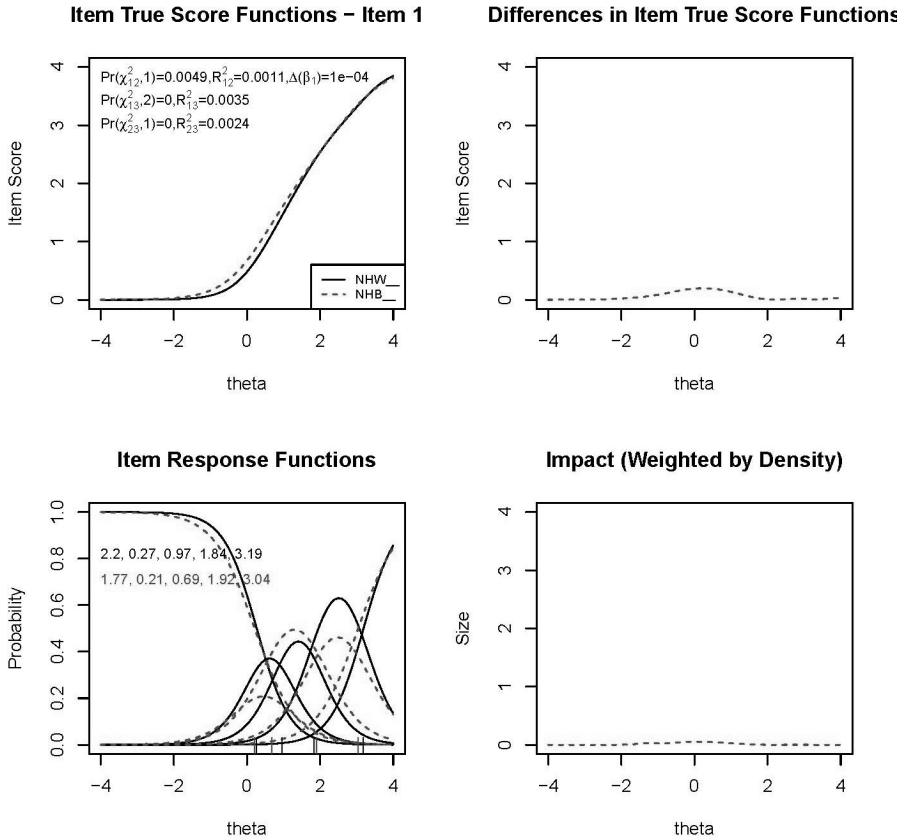 Item True Score Functions − Item 1
Pr(χ²₁₂,1)=0.0049,R²₁₂=0.0011,Δ(β₁)=1e−04
Pr(χ²₁₃,2)=0,R²₁₃=0.0035
Pr(χ²₂₃,1)=0,R²₂₃=0.0024
Item Score
4
3
2
1
0
NHW__
NHB__
−4 −2 0 2 4
theta
Differences in Item True Score Functions
Item Score
4
3
2
1
0
−4 −2 0 2 4
theta
Item Response Functions
Probability
1.0
0.8
0.6
0.4
0.2
0.0
2.2, 0.27, 0.97, 1.84, 3.19
1.77, 0.21, 0.69, 1.92, 3.04
−4 −2 0 2 4
theta
Impact (Weighted by Density)
Size
4
3
2
1
0
−4 −2 0 2 4
theta